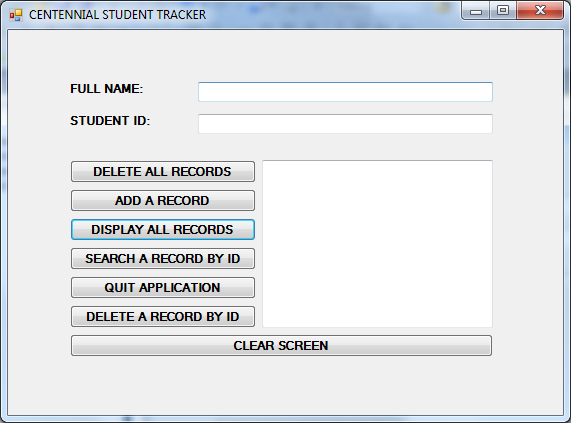 CENTENNIAL STUDENT TRACKER
FULL NAME:
STUDENT ID:
DELETE ALL RECORDS
ADD A RECORD
DISPLAY ALL RECORDS
SEARCH A RECORD BY ID
QUIT APPLICATION
DELETE A RECORD BY ID
CLEAR SCREEN